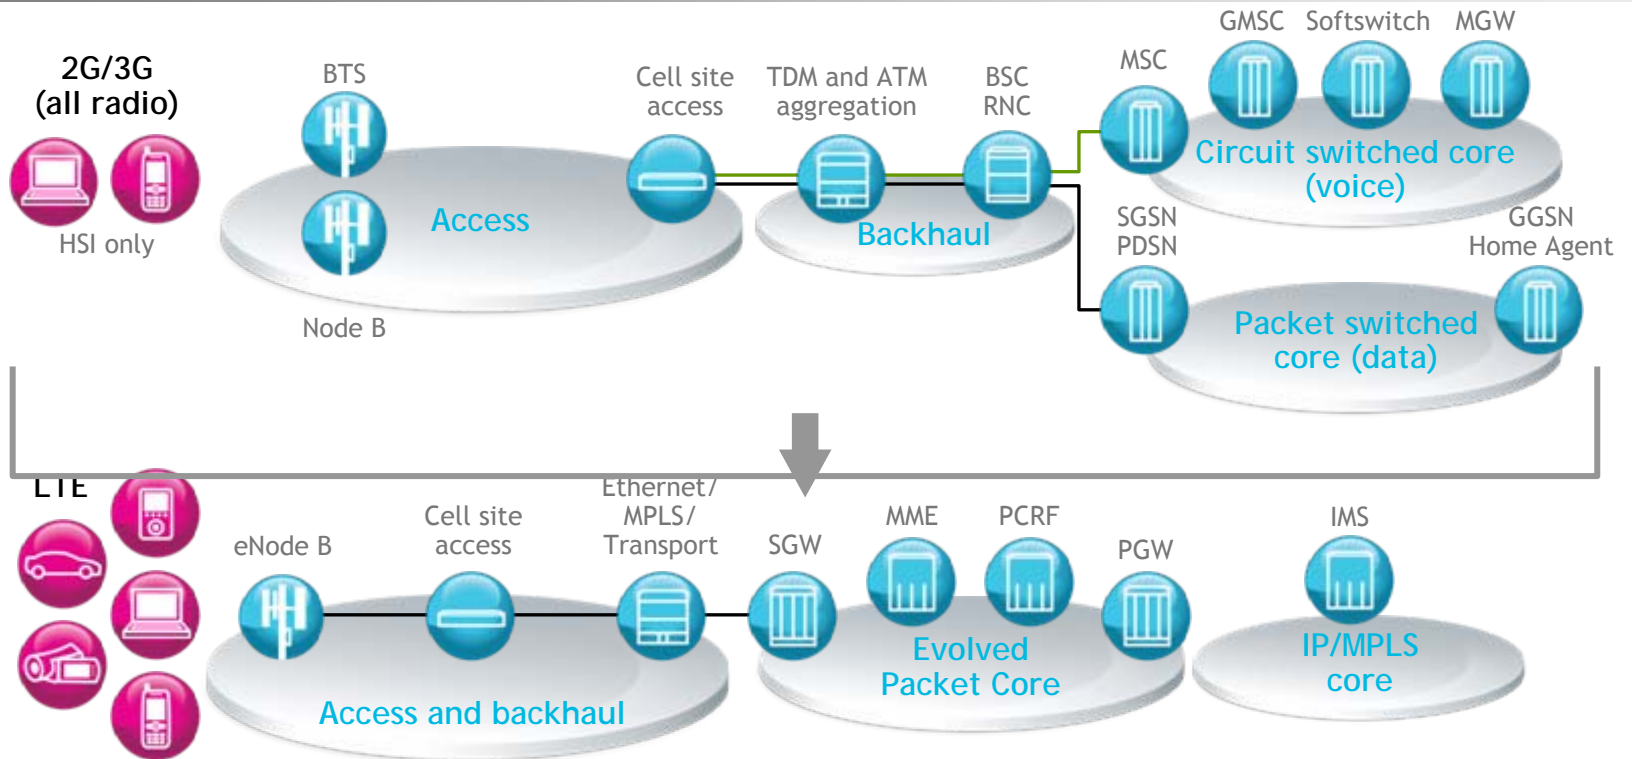 2G/3G
(all radio)
HSI only
BTS
Node B
Access
Cell site
access
TDM and ATM
aggregation
Backhaul
BSC
RNC
MSC
GMSC
Softswitch
MGW
Circuit switched core
(voice)
SGSN
PDSN
GGSN
Home Agent
Packet switched
core (data)
LTE
eNode B
Cell site
access
Ethernet/
MPLS/
Transport
Access and backhaul
SGW
MME
PCRF
PGW
Evolved
Packet Core
IMS
IP/MPLS
core